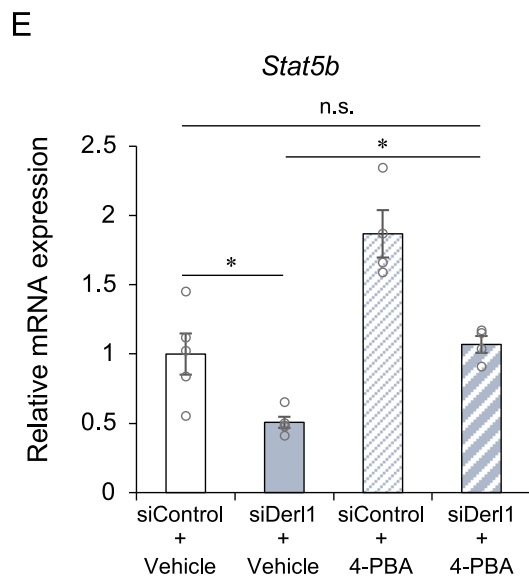 E
Stat5b
n.s.
*
*
Relative mRNA expression
2.5
2
1.5
1
0.5
0
siControl siDerl1 siControl siDerl1
+ + + +
Vehicle Vehicle 4-PBA 4-PBA